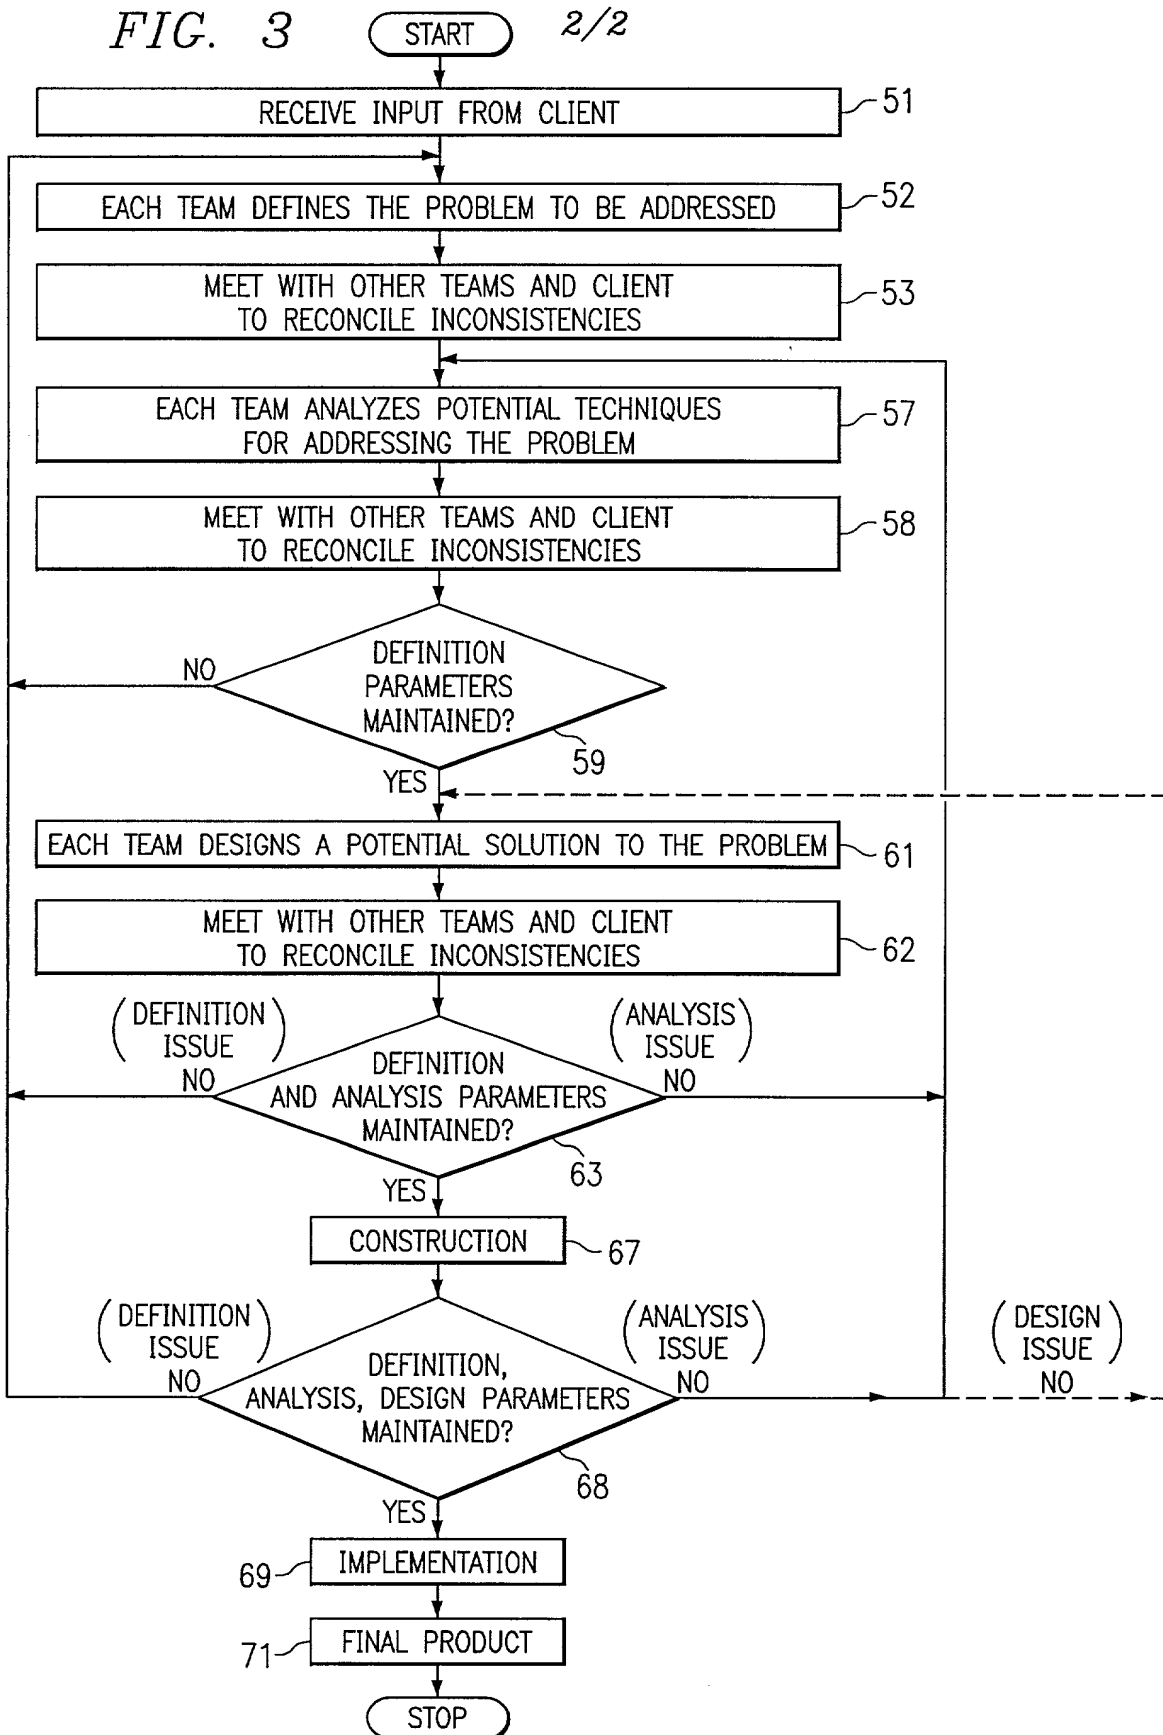 FIG. 3
START
2/2
RECEIVE INPUT FROM CLIENT
51
EACH TEAM DEFINES THE PROBLEM TO BE ADDRESSED
52
MEET WITH OTHER TEAMS AND CLIENT
TO RECONCILE INCONSISTENCIES
53
EACH TEAM ANALYZES POTENTIAL TECHNIQUES
FOR ADDRESSING THE PROBLEM
57
MEET WITH OTHER TEAMS AND CLIENT
TO RECONCILE INCONSISTENCIES
58
NO
DEFINITION
PARAMETERS
MAINTAINED?
59
YES
EACH TEAM DESIGNS A POTENTIAL SOLUTION TO THE PROBLEM
61
MEET WITH OTHER TEAMS AND CLIENT
TO RECONCILE INCONSISTENCIES
62
(DEFINITION
ISSUE)
NO
DEFINITION
AND ANALYSIS PARAMETERS
MAINTAINED?
(ANALYSIS
ISSUE)
NO
63
YES
CONSTRUCTION
67
(DEFINITION
ISSUE)
NO
DEFINITION,
ANALYSIS, DESIGN PARAMETERS
MAINTAINED?
(ANALYSIS
ISSUE)
NO
(DESIGN
ISSUE)
NO
68
YES
IMPLEMENTATION
69
FINAL PRODUCT
71
STOP